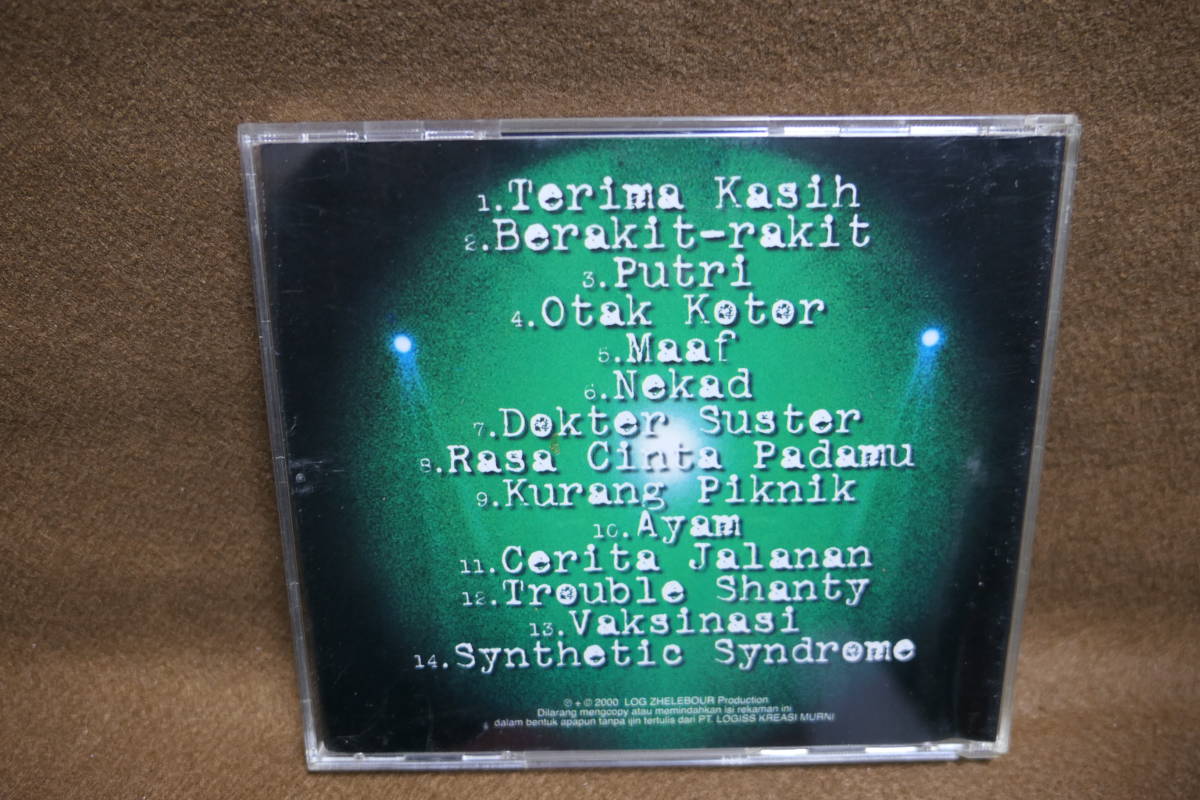 1.Terima Kasih
2.Berakit-rakit
3.Putri
4.Otak Kotor
5.Maaf
6.Nekad
7.Dokter Suster
8.Rasa Cinta Padamu
9.Kurang Piknik
10.Ayam
11.Cerita Jalanan
12.Trouble Shanty
13.Vaksinasi
14.Synthetic Syndrome
℗ + © 2000 LOG ZHELEBOUR Production
Dilarang mengcopy atau memindahkan isi rekaman ini
dalam bentuk apapun tanpa ijin tertulis dari PT. LOGISS KREASI MURNI